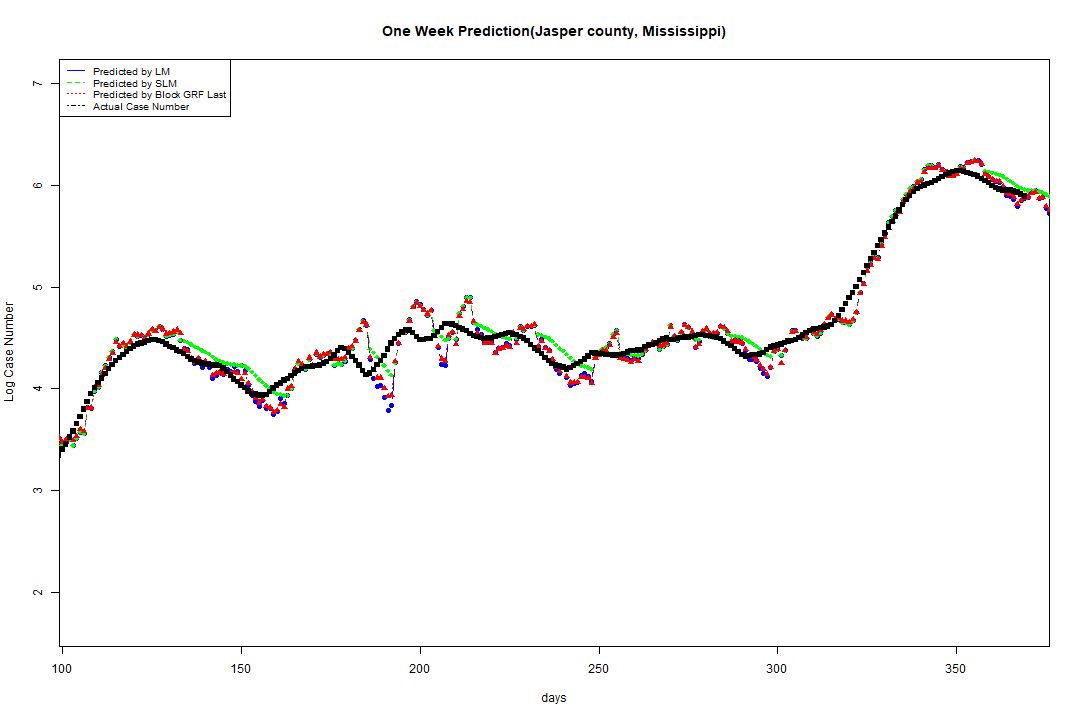 One Week Prediction(Jasper county, Mississippi)
Predicted by LM
Predicted by SLM
Predicted by Block GRF Last
Actual Case Number
7
6
5
4
3
2
Log Case Number
100 150 200 250 300 350
days